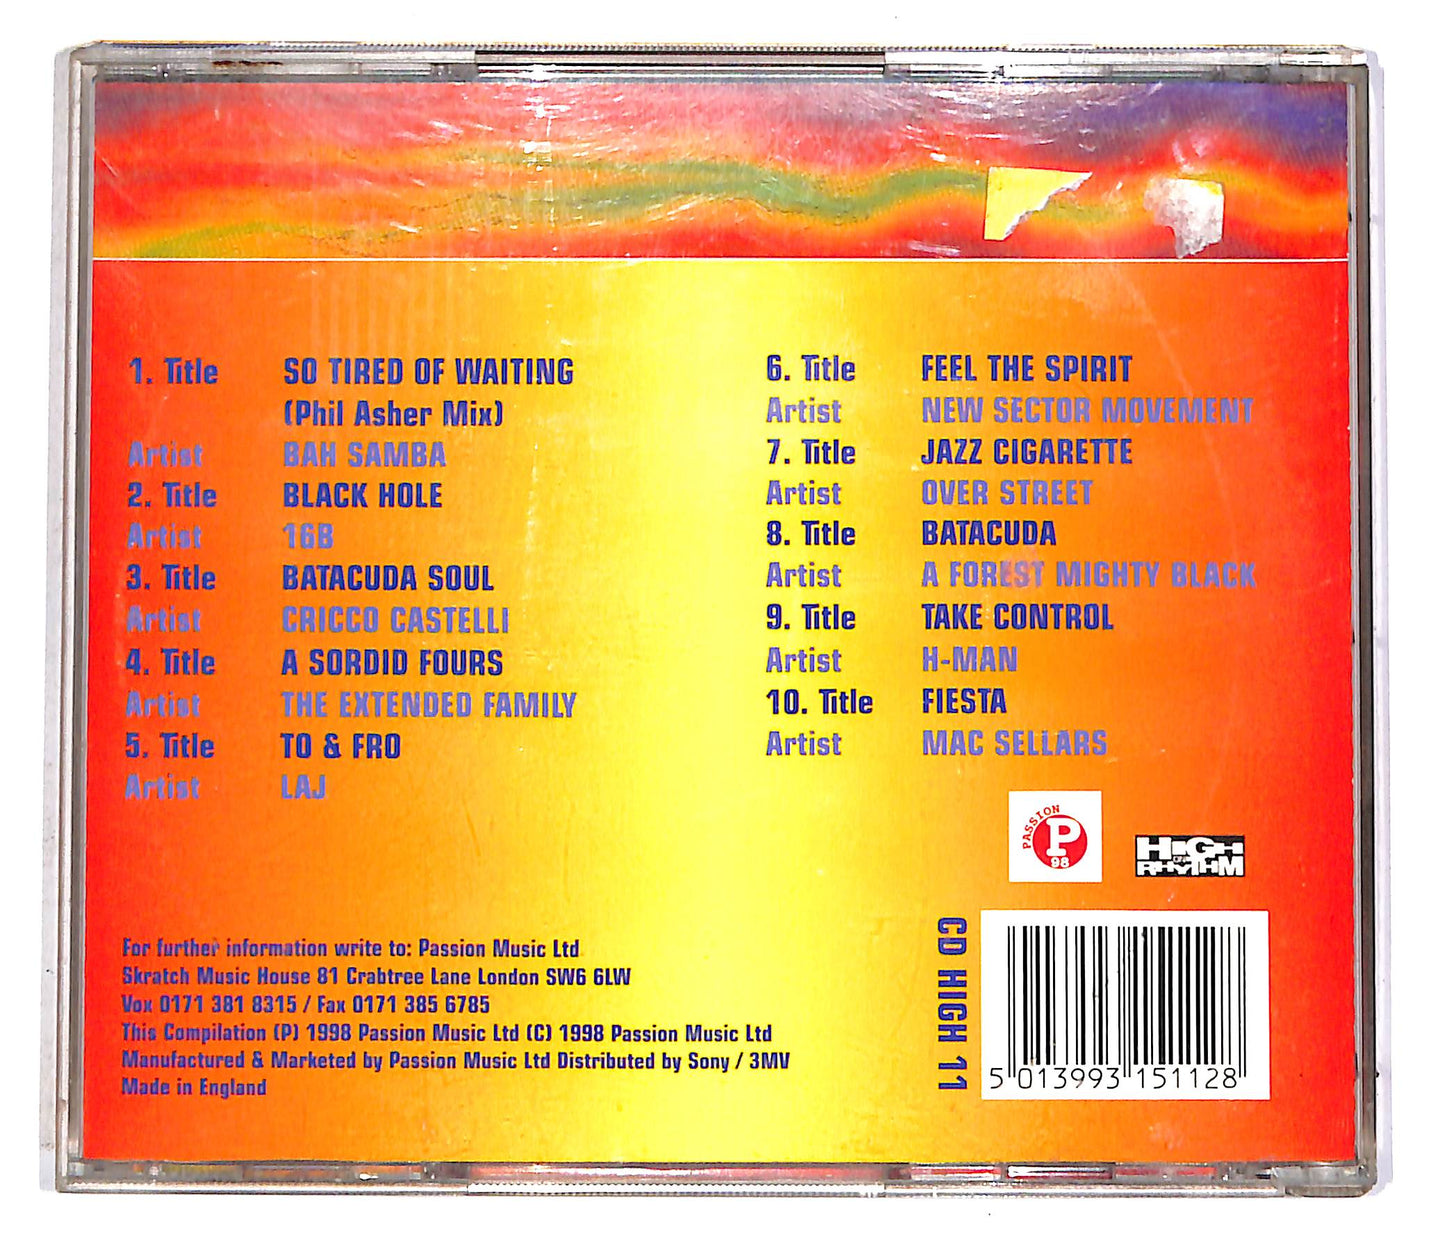 1. Title SO TIRED OF WAITING
(Phil Asher Mix)
Artist BAH SAMBA
2. Title BLACK HOLE
Artist 16B
3. Title BATACUDA SOUL
Artist CRICCO CASTELLI
4. Title A SORDID FOURS
Artist THE EXTENDED FAMILY
5. Title TO & FRO
Artist LAJ
6. Title FEEL THE SPIRIT
Artist NEW SECTOR MOVEMENT
7. Title JAZZ CIGARETTE
Artist OVER STREET
8. Title BATACUDA
Artist A FOREST MIGHTY BLACK
9. Title TAKE CONTROL
Artist H-MAN
10. Title FIESTA
Artist MAC SELLARS
PASSION
P
98
HIGH
ON
RHYTHM
For further information write to: Passion Music Ltd
Skratch Music House 81 Crabtree Lane London SW6 6LW
Vox 0171 381 8315 / Fax 0171 385 6785
This Compilation (P) 1998 Passion Music Ltd (C) 1998 Passion Music Ltd
Manufactured & Marketed by Passion Music Ltd Distributed by Sony / 3MV
Made in England
CD HIGH 11
5 013993 151128